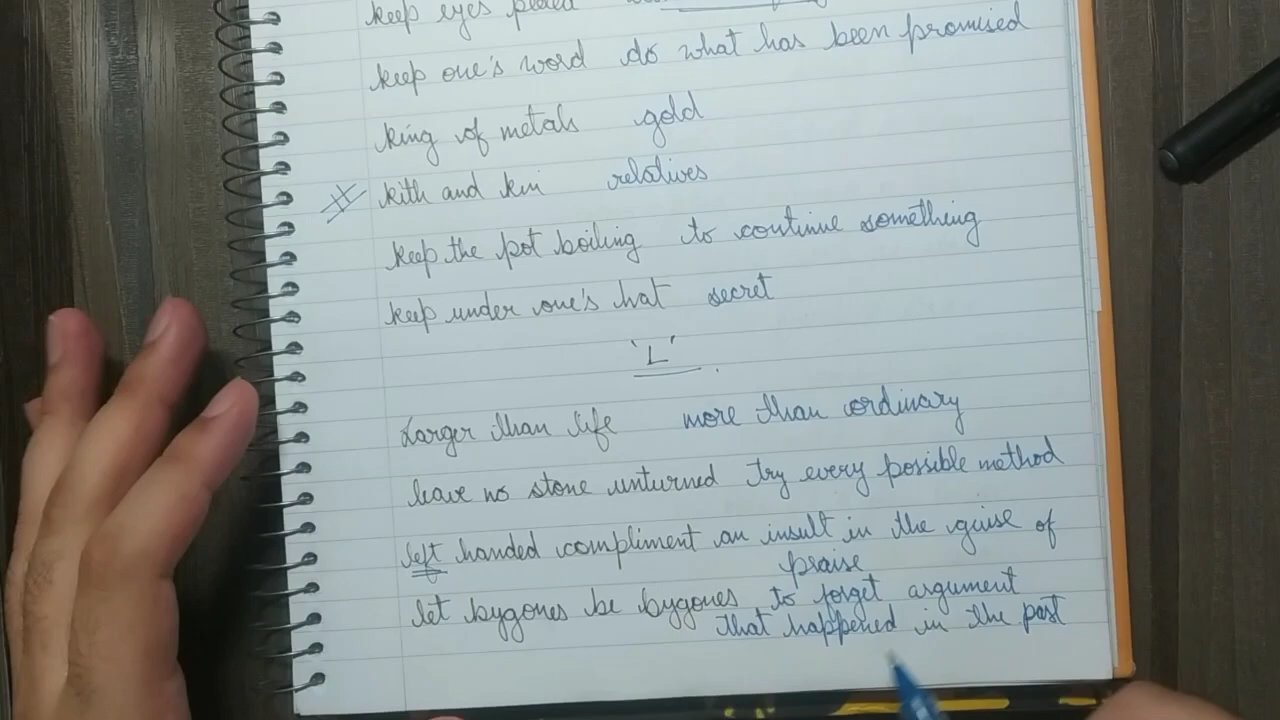 keep eyes peeled
keep one's word do what has been promised
king of metals gold
# kith and kin relatives
keep the pot boiling to continue something
keep under one's hat secret
'L'
Larger than life more than ordinary
leave no stone unturned try every possible method
left handed compliment an insult in the guise of
praise
let bygones be bygones to forget argument
that happened in the past